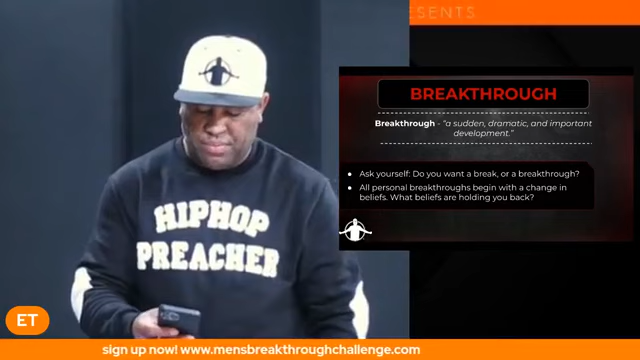 ESENTS
BREAKTHROUGH
Breakthrough - "a sudden, dramatic, and important
development."
● Ask yourself: Do you want a break, or a breakthrough?
● All personal breakthroughs begin with a change in
beliefs. What beliefs are holding you back?
HIPHOP
PREACHER
ET
sign up now! www.mensbreakthroughchallenge.com